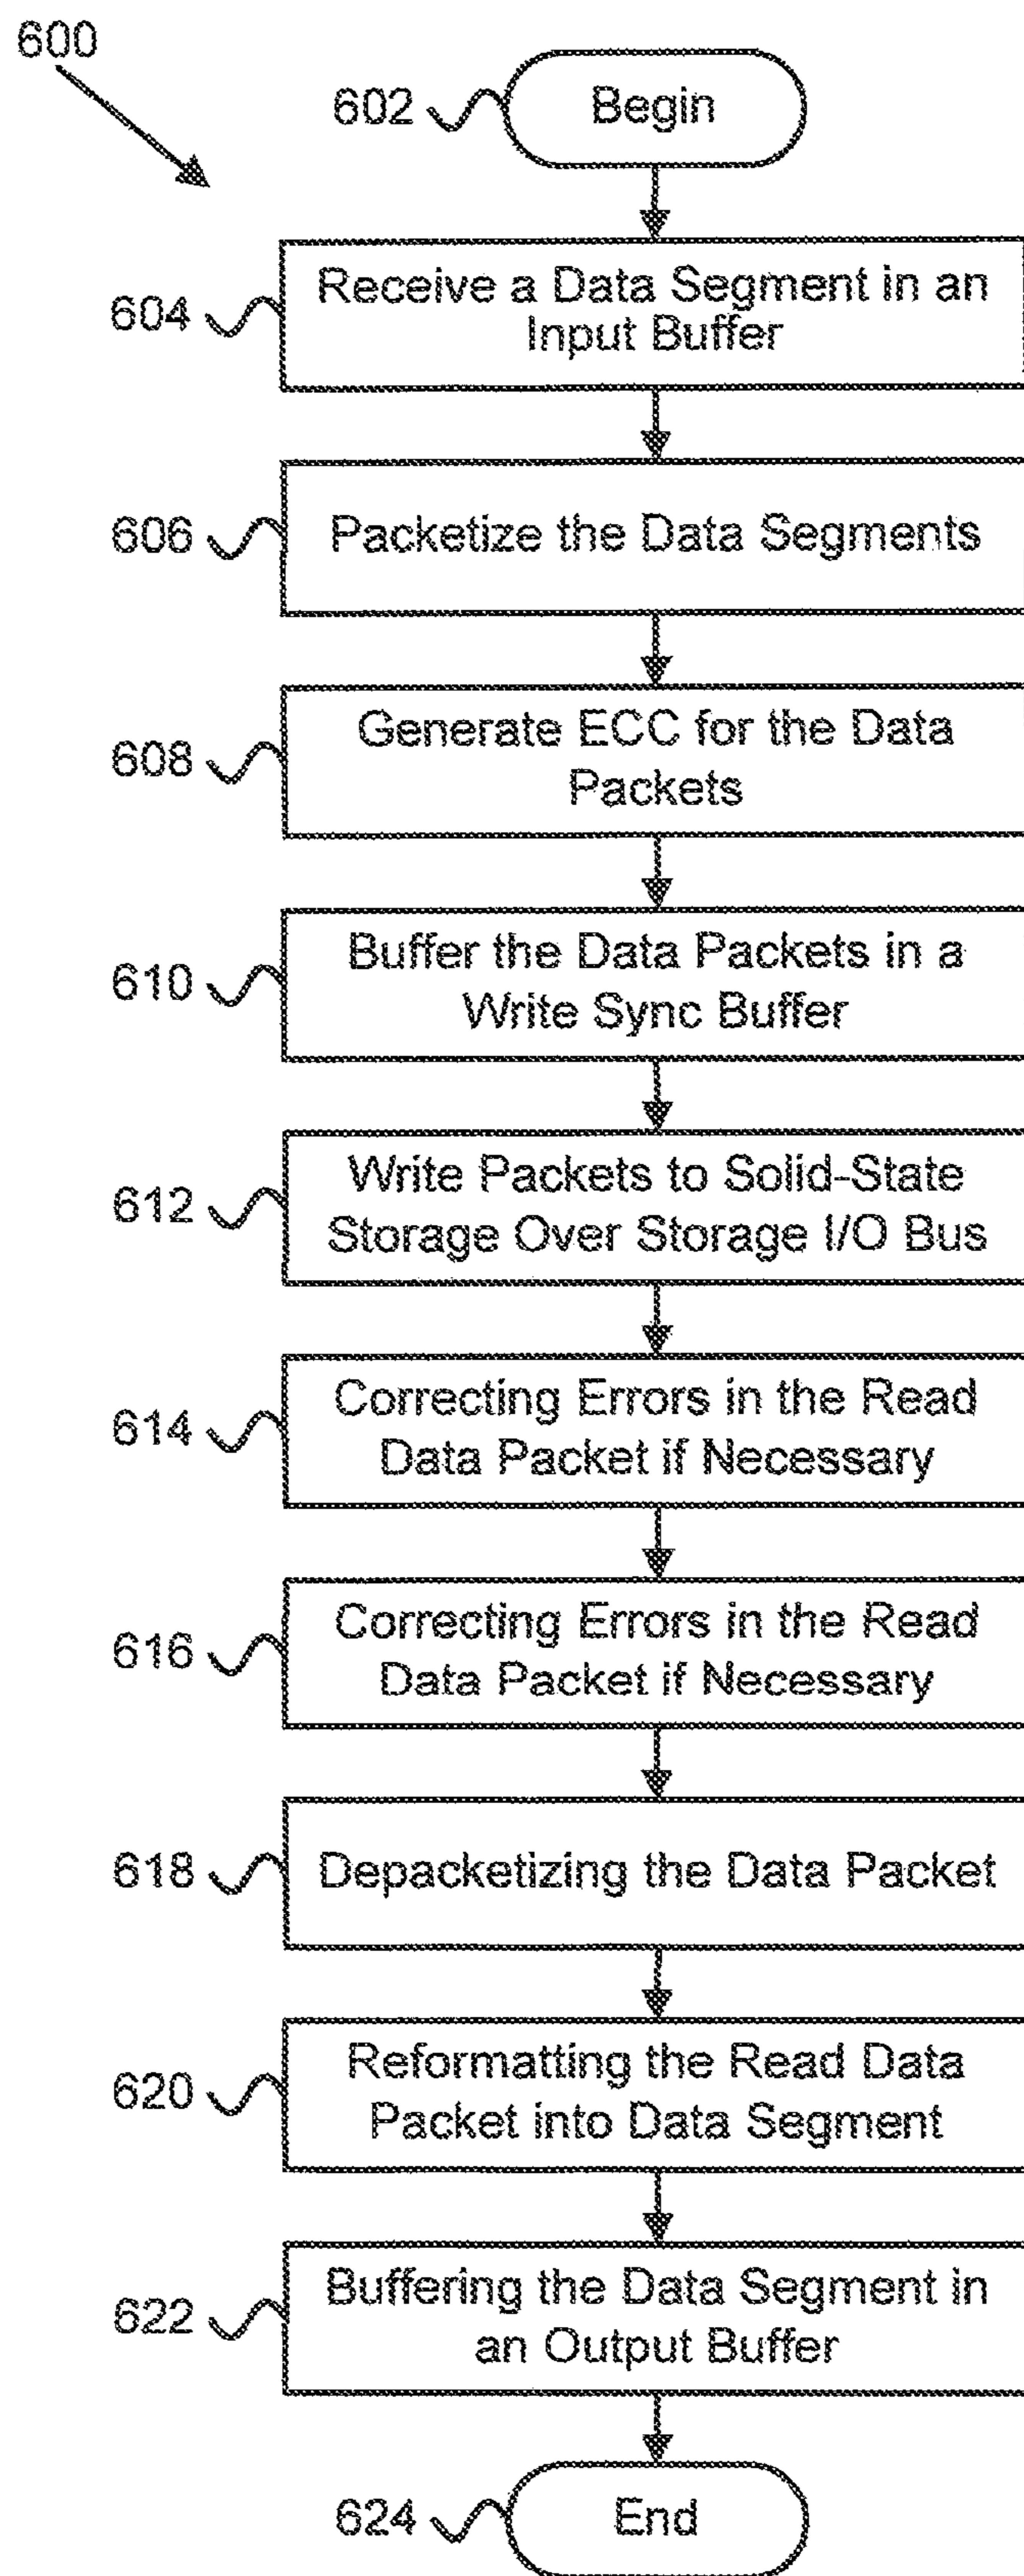 600
602
Begin
604
Receive a Data Segment in an
Input Buffer
606
Packetize the Data Segments
608
Generate ECC for the Data
Packets
610
Buffer the Data Packets in a
Write Sync Buffer
612
Write Packets to Solid-State
Storage Over Storage I/O Bus
614
Correcting Errors in the Read
Data Packet if Necessary
616
Correcting Errors in the Read
Data Packet if Necessary
618
Depacketizing the Data Packet
620
Reformatting the Read Data
Packet into Data Segment
622
Buffering the Data Segment in
an Output Buffer
624
End